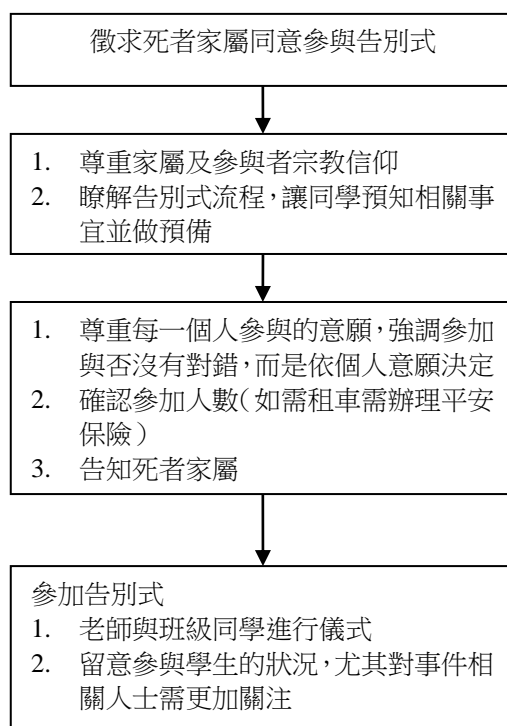 徵求死者家屬同意參與告別式
1. 尊重家屬及參與者宗教信仰
2. 瞭解告別式流程，讓同學預知相關事
宜並做預備
1. 尊重每一個人參與的意願，強調參加
與否沒有對錯，而是依個人意願決定
2. 確認參加人數（如需租車需辦理平安
保險）
3. 告知死者家屬
參加告別式
1. 老師與班級同學進行儀式
2. 留意參與學生的狀況，尤其對事件相
關人士需更加關注